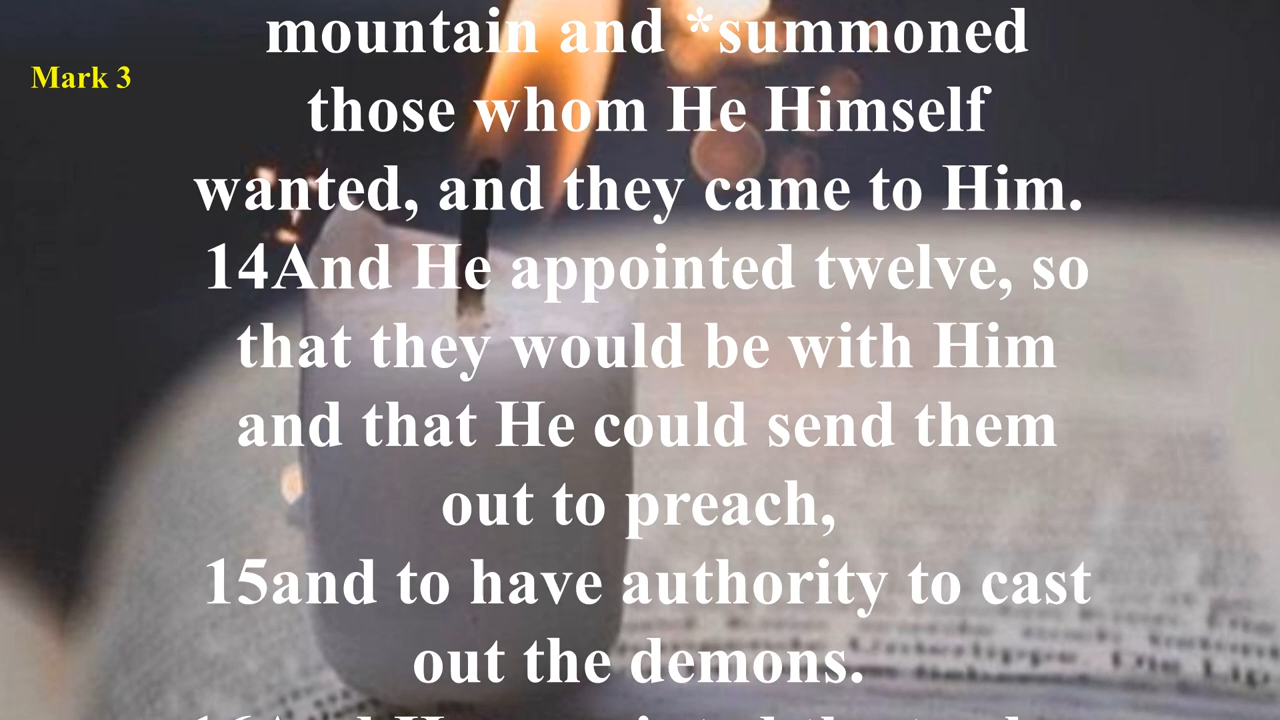 mountain and *summoned
Mark 3
those whom He Himself
wanted, and they came to Him.
14And He appointed twelve, so
that they would be with Him
and that He could send them
out to preach,
15and to have authority to cast
out the demons.